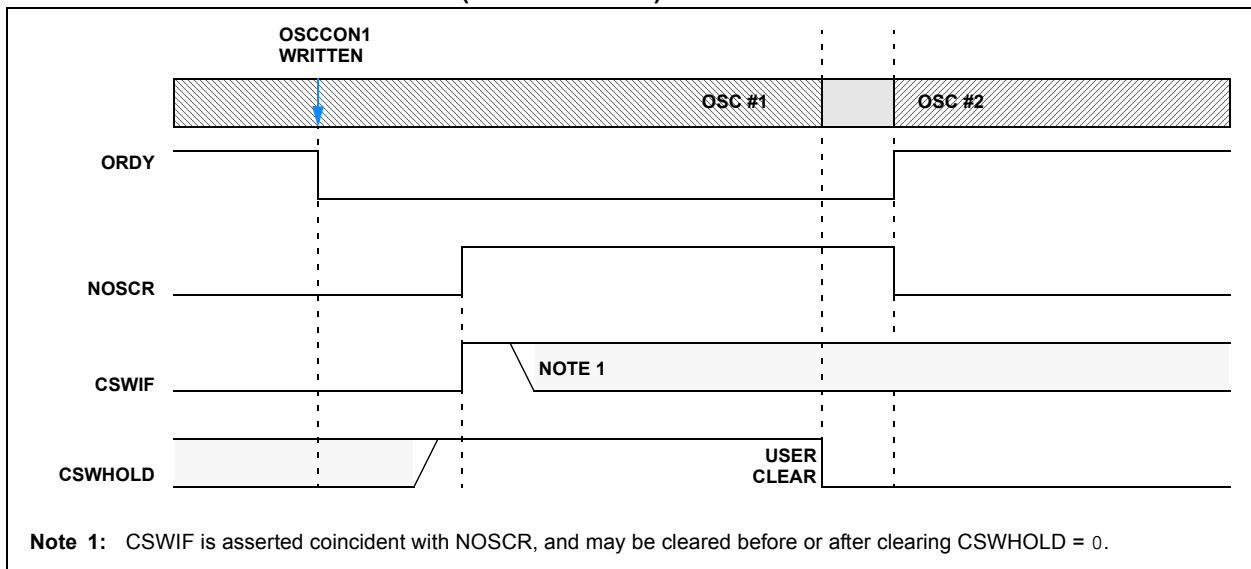 OSCCON1
WRITTEN
OSC #1
OSC #2
ORDY
NOSCR
CSWIF
NOTE 1
CSWHOLD
USER
CLEAR
Note 1: CSWIF is asserted coincident with NOSCR, and may be cleared before or after clearing CSWHOLD = 0.